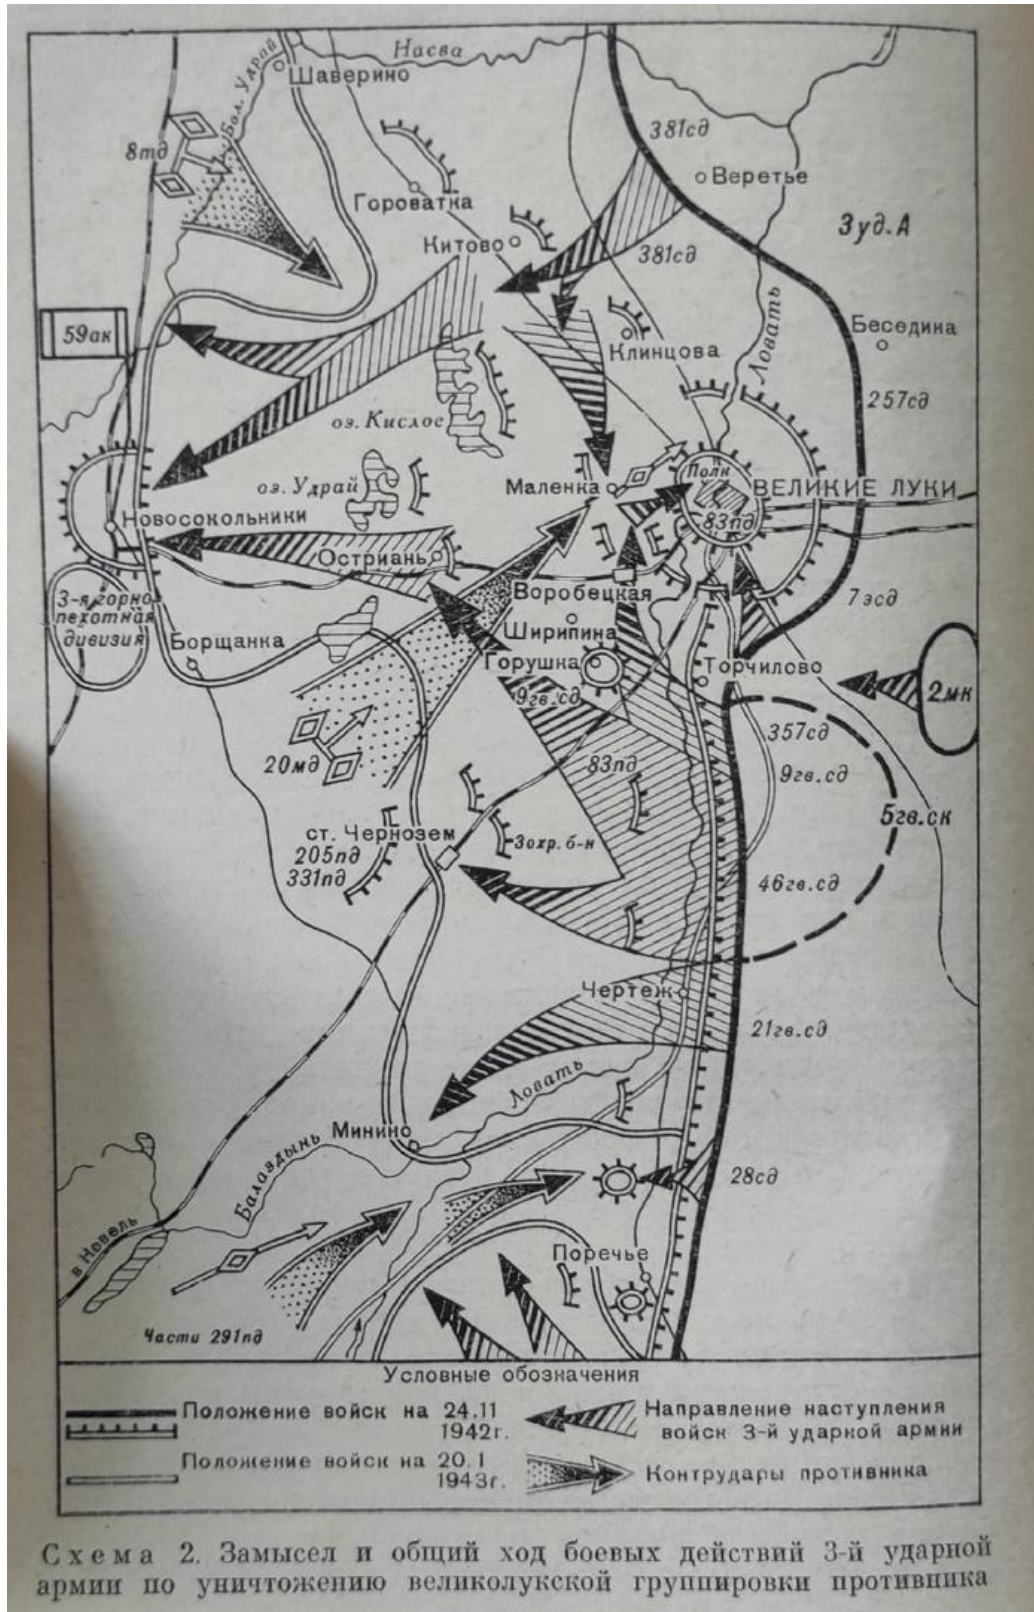 Насва
Бол. Удрай
Шаверино
381сд
8тд
Веретье
Гороватка
3уд.А
Китово
381сд
Ловать
59ак
Беседина
Клинцова
257сд
оз. Кислое
Полк
оз. Удрай
Маленка
ВЕЛИКИЕ ЛУКИ
Новосокольники
83пд
Остриань
3-я горно-
пехотная
дивизия
Воробецкая
7эсд
Ширипина
Борщанка
Горушка
Торчилово
9гв.сд
2мк
357сд
20мд
83пд
9гв.сд
5гв.ск
ст. Чернозем
3охр. б-н
205пд
331пд
46гв.сд
Чертеж
21гв.сд
Ловать
Минино
Балаздынь
28сд
в Невель
Поречье
Части 291пд
Условные обозначения
Положение войск на 24.11
1942г.
Направление наступления
войск 3-й ударной армии
Положение войск на 20.1
1943г.
Контрудары противника
Схема 2. Замысел и общий ход боевых действий 3-й ударной
армии по уничтожению великолукской группировки противника